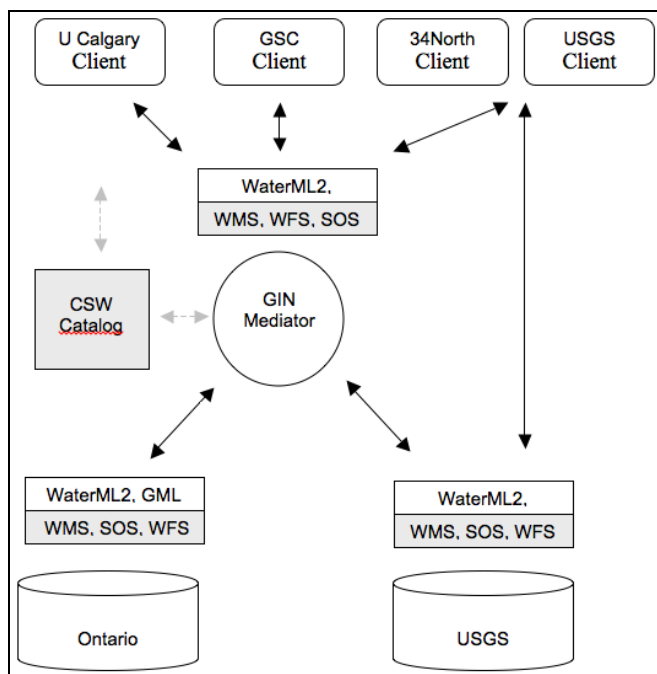 U Calgary
Client
GSC
Client
34North
Client
USGS
Client
WaterML2,
WMS, WFS, SOS
CSW
Catalog
GIN
Mediator
WaterML2, GML
WMS, SOS, WFS
WaterML2,
WMS, SOS, WFS
Ontario
USGS